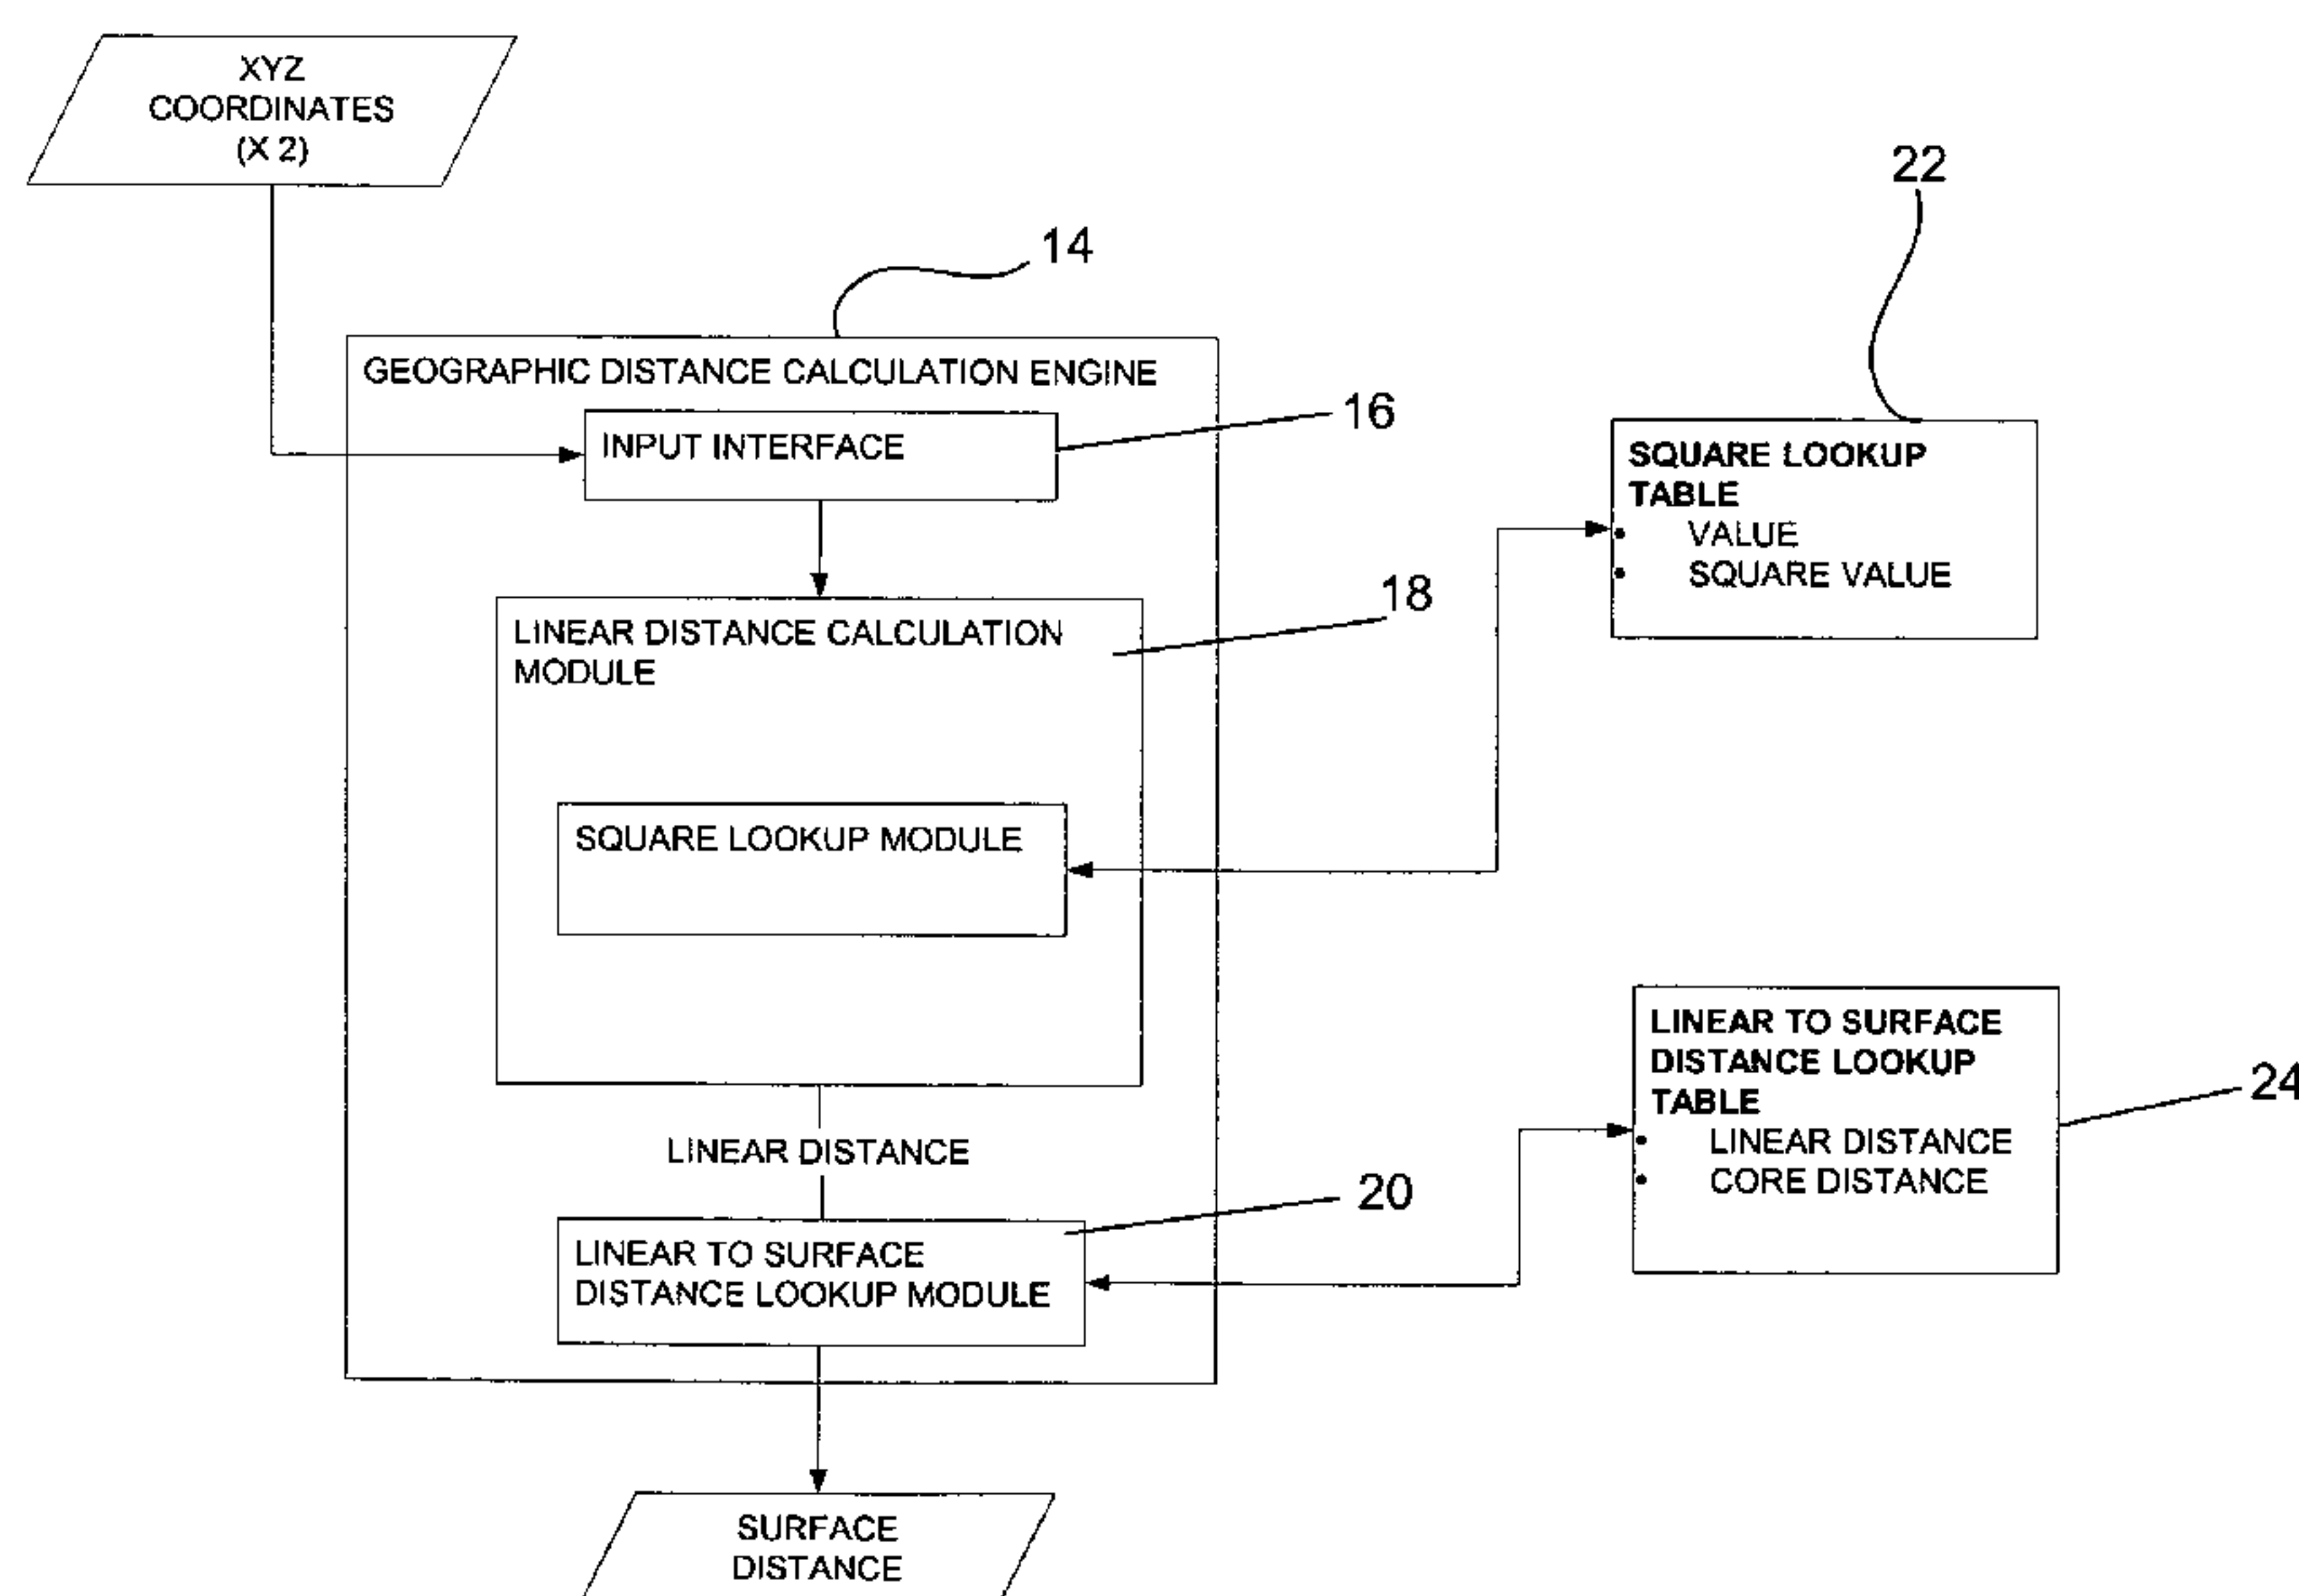 XYZ
COORDINATES
(X 2)
14
22
GEOGRAPHIC DISTANCE CALCULATION ENGINE
INPUT INTERFACE
16
SQUARE LOOKUP
TABLE
• VALUE
• SQUARE VALUE
LINEAR DISTANCE CALCULATION
MODULE
18
SQUARE LOOKUP MODULE
LINEAR TO SURFACE
DISTANCE LOOKUP
TABLE
• LINEAR DISTANCE
• CORE DISTANCE
24
LINEAR DISTANCE
20
LINEAR TO SURFACE
DISTANCE LOOKUP MODULE
SURFACE
DISTANCE